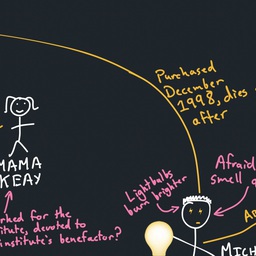 Purchased
December
1998, dies
after
MAMA
KEAY
Lightbulbs
burn brighter
Afraid
smell
worked for the
institute, devoted to
institute's benefactor?
MICH